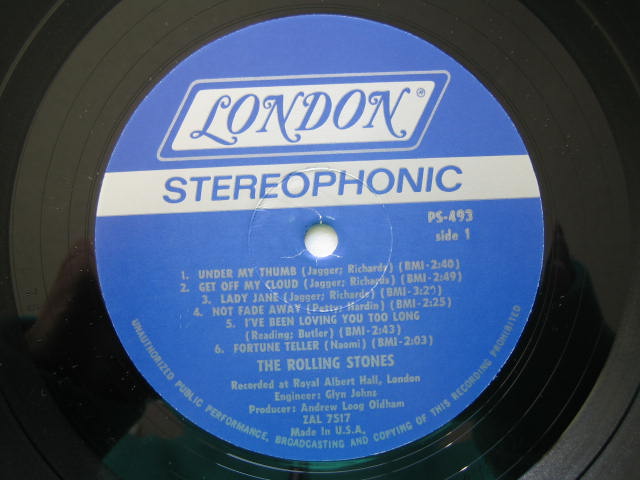 LONDON®
STEREOPHONIC
PS-493
side 1
1. UNDER MY THUMB (Jagger; Richards) (BMI-2:40)
2. GET OFF MY CLOUD (Jagger; Richards) (BMI-2:49)
3. LADY JANE (Jagger; Richards) (BMI-3:2
4. NOT FADE AWAY (Petty; Hardin) (BMI-2:25)
5. I'VE BEEN LOVING YOU TOO LONG
(Reading; Butler) (BMI-2:43)
6. FORTUNE TELLER (Naomi) (BMI-2:03)
THE ROLLING STONES
Recorded at Royal Albert Hall, London
Engineer: Glyn Johns
Producer: Andrew Loog Oldham
ZAL 7517
Made in U.S.A.
UNAUTHORIZED PUBLIC PERFORMANCE, BROADCASTING AND COPYING OF THIS RECORDING PROHIBITED